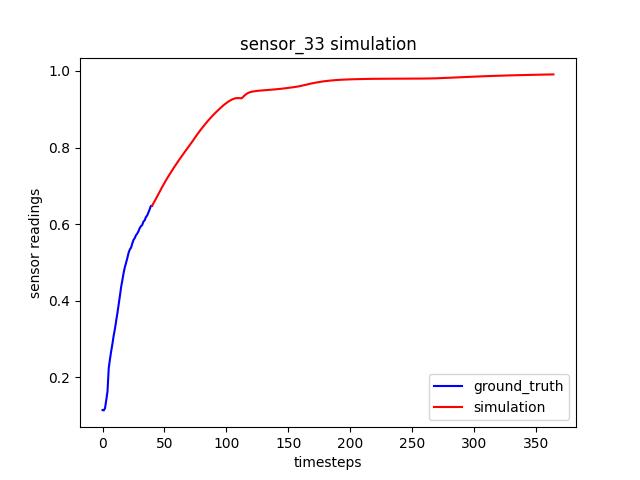 sensor_33 simulation
1.0
0.8
0.6
0.4
0.2
sensor readings
0 50 100 150 200 250 300 350
timesteps
ground_truth
simulation